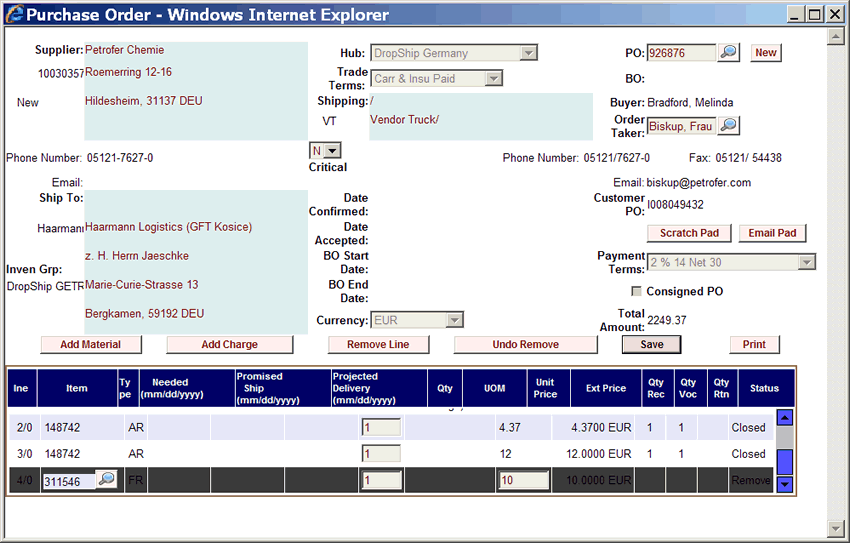 Purchase Order - Windows Internet Explorer
Supplier: Petrofer Chemie Hub: DropShip Germany PO: 926876 New
10030357 Roemerring 12-16 Trade Terms: Carr & Insu Paid BO:
New Hildesheim, 31137 DEU Shipping: / Buyer: Bradford, Melinda
VT Vendor Truck/ Order Taker: Biskup, Frau
N
Phone Number: 05121-7627-0 Critical Phone Number: 05121/7627-0 Fax: 05121/ 54438
Email: Email: biskup@petrofer.com
Ship To: Date Confirmed: Customer PO: I008049432
Haarmann Haarmann Logistics (GFT Kosice) Date Accepted: Scratch Pad Email Pad
z. H. Herrn Jaeschke BO Start Date: Payment Terms: 2 % 14 Net 30
Inven Grp:
DropShip GETR Marie-Curie-Strasse 13 BO End Date: Consigned PO
Bergkamen, 59192 DEU Currency: EUR Total Amount: 2249.37
Add Material Add Charge Remove Line Undo Remove Save Print
ine Item Ty pe Needed (mm/dd/yyyy) Promised Ship (mm/dd/yyyy) Projected Delivery (mm/dd/yyyy) Qty UOM Unit Price Ext Price Qty Rec Qty Voc Qty Rtn Status
2/0 148742 AR 1 4.37 4.3700 EUR 1 1 Closed
3/0 148742 AR 1 12 12.0000 EUR 1 1 Closed
4/0 311546 FR 1 10 10.0000 EUR Remove